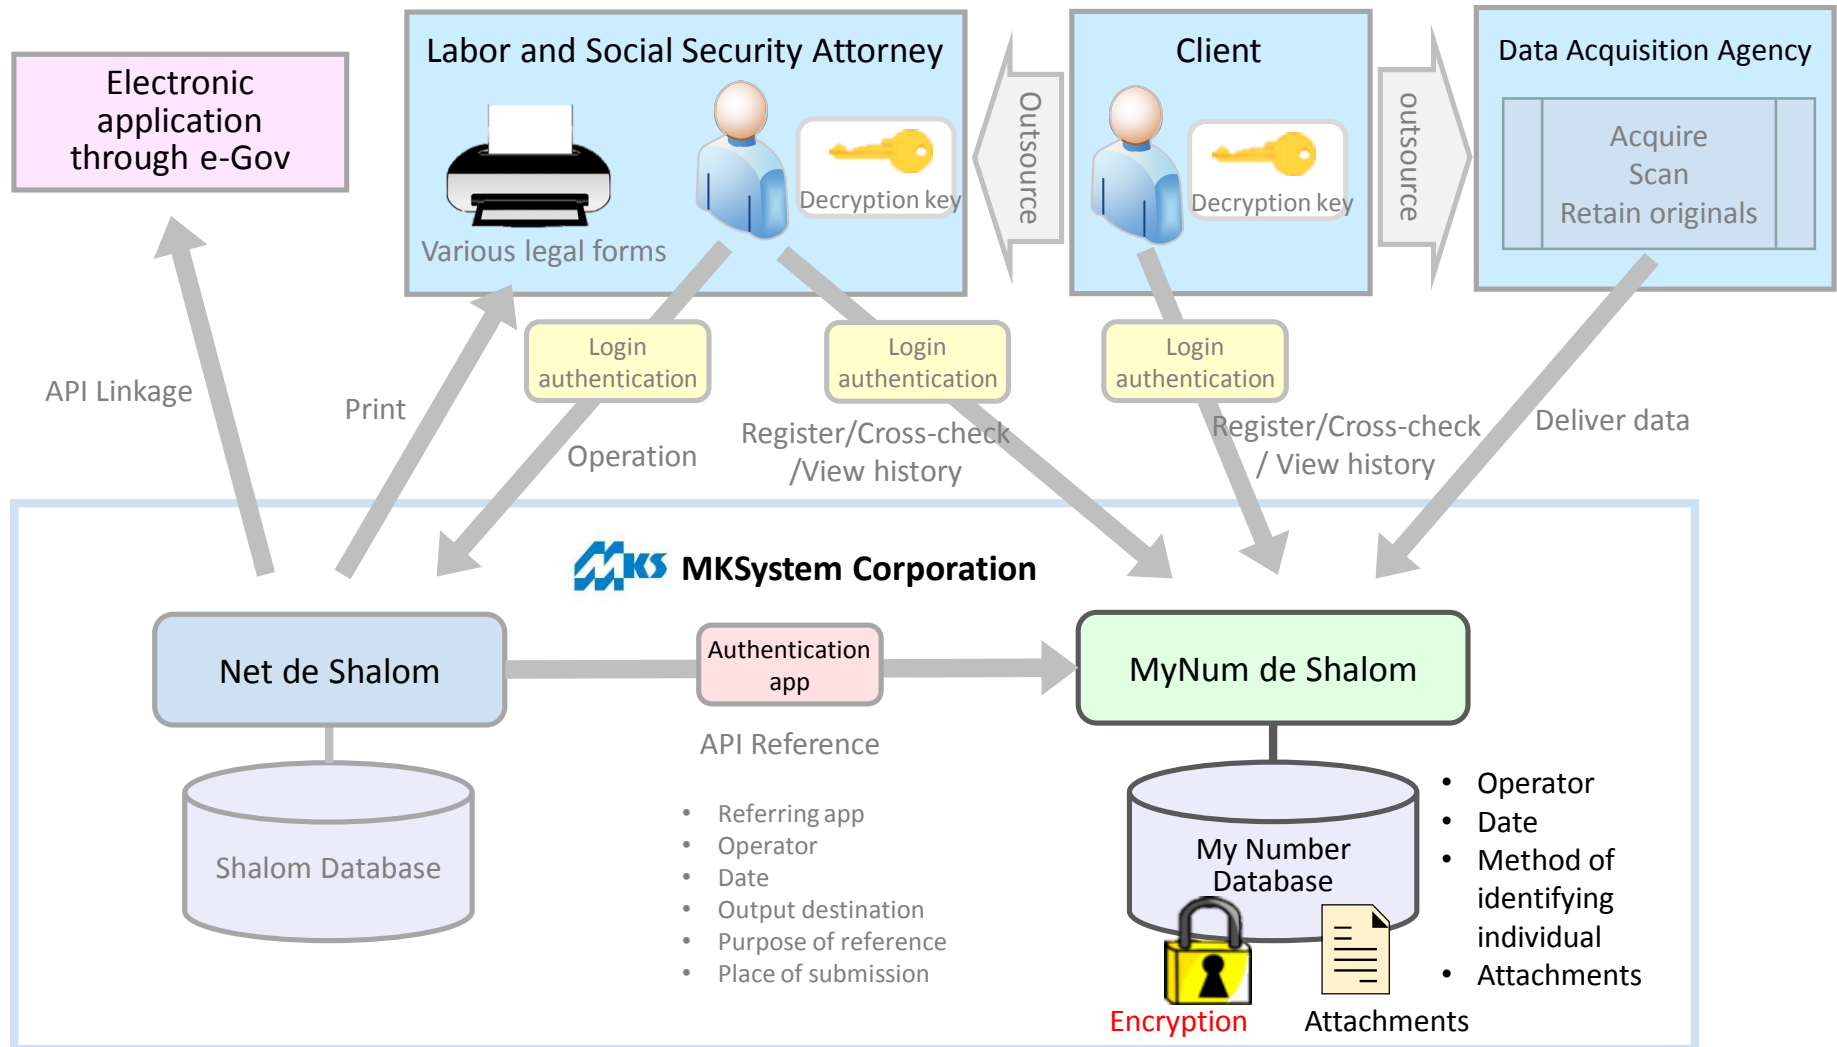 Electronic
application
through e-Gov
Labor and Social Security Attorney
Various legal forms
Decryption key
Outsource
Client
Decryption key
outsource
Data Acquisition Agency
Acquire
Scan
Retain originals
API Linkage
Print
Login
authentication
Operation
Login
authentication
Register/Cross-check
/View history
Login
authentication
Register/Cross-check
/ View history
Deliver data
MKS
MKSystem Corporation
Net de Shalom
Authentication
app
MyNum de Shalom
API Reference
Shalom Database
• Referring app
• Operator
• Date
• Output destination
• Purpose of reference
• Place of submission
My Number
Database
Encryption
Attachments
• Operator
• Date
• Method of
identifying
individual
• Attachments